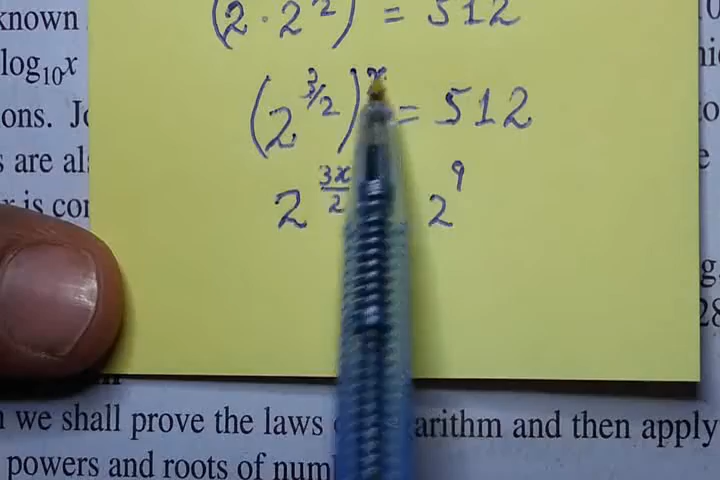 known
log₁₀x
ons.
are al
is con
(2 · 2^2) = 512
(2^{3/2})^x = 512
2^{3x/2} 2^9
we shall prove the laws arithm and then apply
powers and roots of num